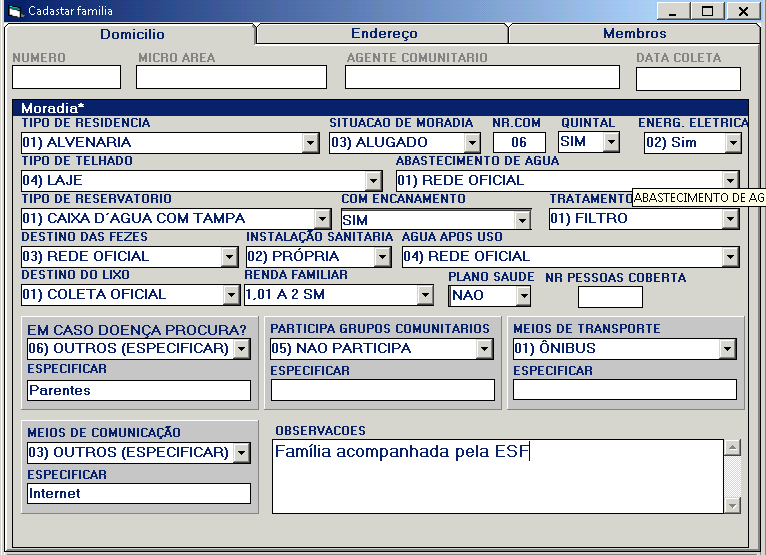 Cadastar familia
Domicilio Endereço Membros
NUMERO MICRO AREA AGENTE COMUNITARIO DATA COLETA
Moradia*
TIPO DE RESIDENCIA SITUACAO DE MORADIA NR.COM QUINTAL ENERG. ELETRICA
01) ALVENARIA 03) ALUGADO 06 SIM 02) Sim
TIPO DE TELHADO ABASTECIMENTO DE AGUA
04) LAJE 01) REDE OFICIAL
TIPO DE RESERVATORIO COM ENCANAMENTO TRATAMENTO ABASTECIMENTO DE AG
01) CAIXA D´AGUA COM TAMPA SIM 01) FILTRO
DESTINO DAS FEZES INSTALAÇÃO SANITARIA AGUA APOS USO
03) REDE OFICIAL 02) PRÓPRIA 04) REDE OFICIAL
DESTINO DO LIXO RENDA FAMILIAR PLANO SAUDE NR PESSOAS COBERTA
01) COLETA OFICIAL 1,01 A 2 SM NAO
EM CASO DOENÇA PROCURA? PARTICIPA GRUPOS COMUNITARIOS MEIOS DE TRANSPORTE
06) OUTROS (ESPECIFICAR) 05) NAO PARTICIPA 01) ÔNIBUS
ESPECIFICAR ESPECIFICAR ESPECIFICAR
Parentes
MEIOS DE COMUNICAÇÃO OBSERVACOES
03) OUTROS (ESPECIFICAR) Família acompanhada pela ESF
ESPECIFICAR
Internet